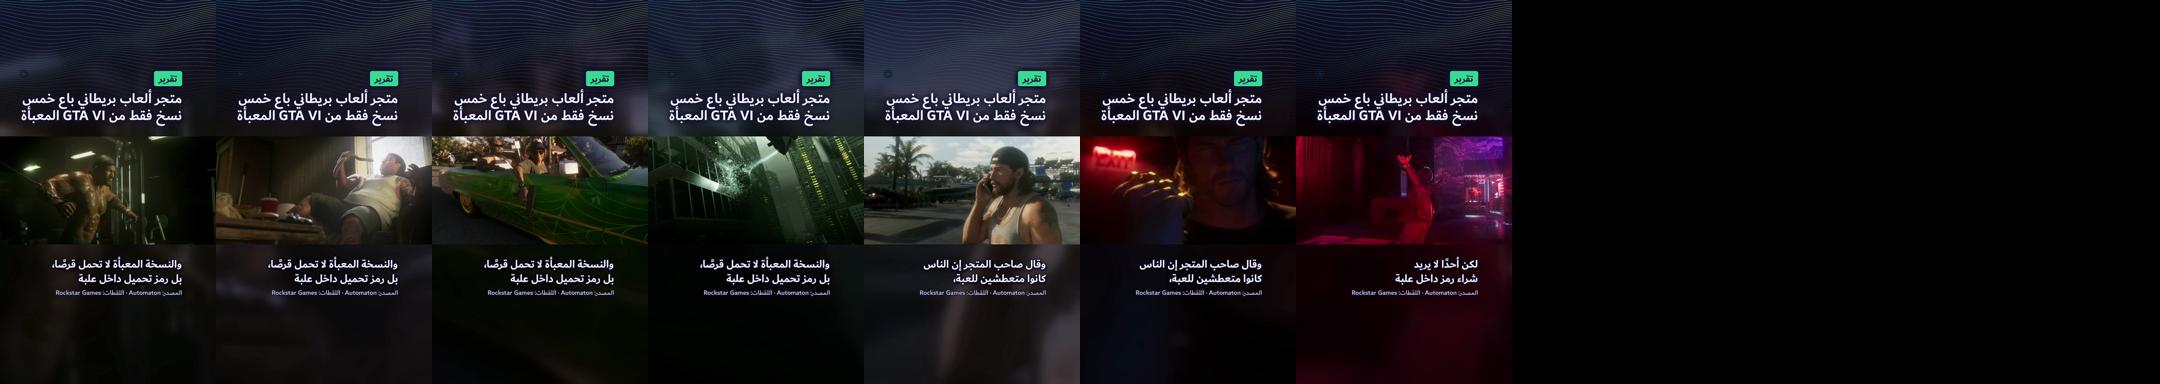 تقرير
متجر ألعاب بريطاني باع خمس
نسخ فقط من GTA VI المعبأة
والنسخة المعبأة لا تحمل قرصًا،
بل رمز تحميل داخل علبة
المصدر: Automaton · اللقطات: Rockstar Games
تقرير
متجر ألعاب بريطاني باع خمس
نسخ فقط من GTA VI المعبأة
والنسخة المعبأة لا تحمل قرصًا،
بل رمز تحميل داخل علبة
المصدر: Automaton · اللقطات: Rockstar Games
تقرير
متجر ألعاب بريطاني باع خمس
نسخ فقط من GTA VI المعبأة
والنسخة المعبأة لا تحمل قرصًا،
بل رمز تحميل داخل علبة
المصدر: Automaton · اللقطات: Rockstar Games
تقرير
متجر ألعاب بريطاني باع خمس
نسخ فقط من GTA VI المعبأة
والنسخة المعبأة لا تحمل قرصًا،
بل رمز تحميل داخل علبة
المصدر: Automaton · اللقطات: Rockstar Games
تقرير
متجر ألعاب بريطاني باع خمس
نسخ فقط من GTA VI المعبأة
وقال صاحب المتجر إن الناس
كانوا متعطشين للعبة،
المصدر: Automaton · اللقطات: Rockstar Games
تقرير
متجر ألعاب بريطاني باع خمس
نسخ فقط من GTA VI المعبأة
EXIT
وقال صاحب المتجر إن الناس
كانوا متعطشين للعبة،
المصدر: Automaton · اللقطات: Rockstar Games
تقرير
متجر ألعاب بريطاني باع خمس
نسخ فقط من GTA VI المعبأة
لكن أحدًا لا يريد
شراء رمز داخل علبة
المصدر: Automaton · اللقطات: Rockstar Games